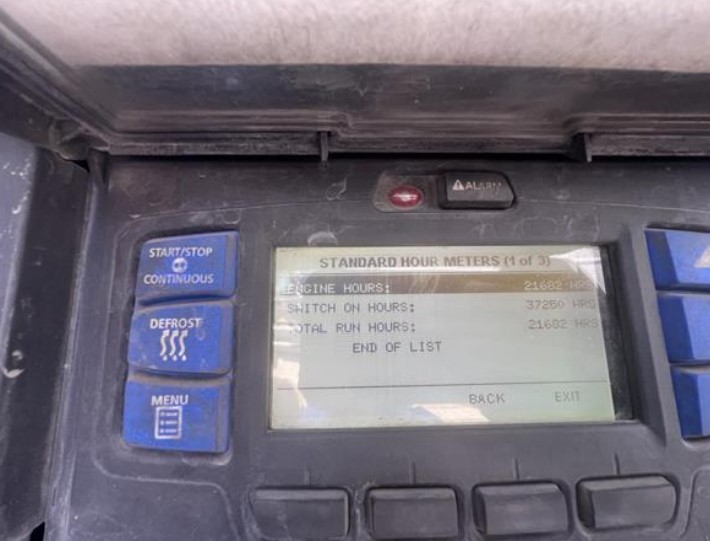 ALARM
START/STOP
CONTINUOUS
DEFROST
MENU
STANDARD HOUR METERS (1 of 3)
ENGINE HOURS: 21682 HRS
SWITCH ON HOURS: 37250 HRS
TOTAL RUN HOURS: 21682 HRS
END OF LIST
BACK EXIT